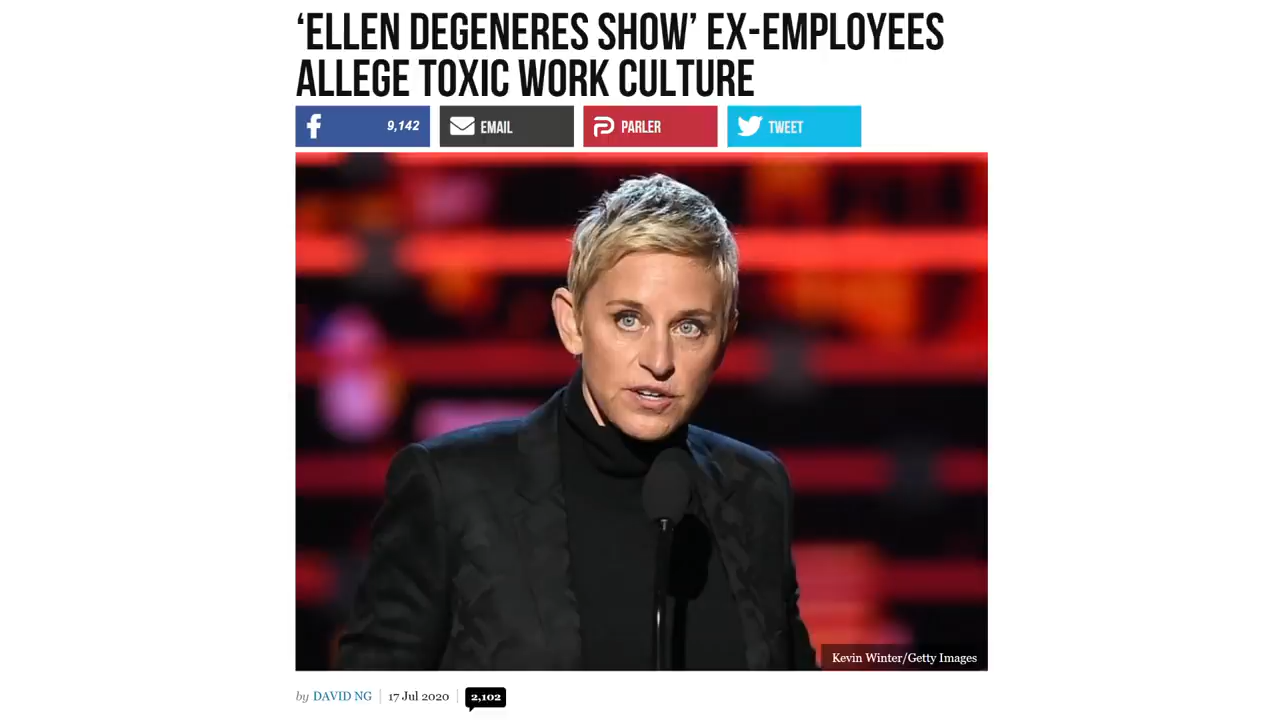 ‘ELLEN DEGENERES SHOW’ EX-EMPLOYEES
ALLEGE TOXIC WORK CULTURE
9,142
EMAIL
PARLER
TWEET
Kevin Winter/Getty Images
by DAVID NG | 17 Jul 2020 | 2,102